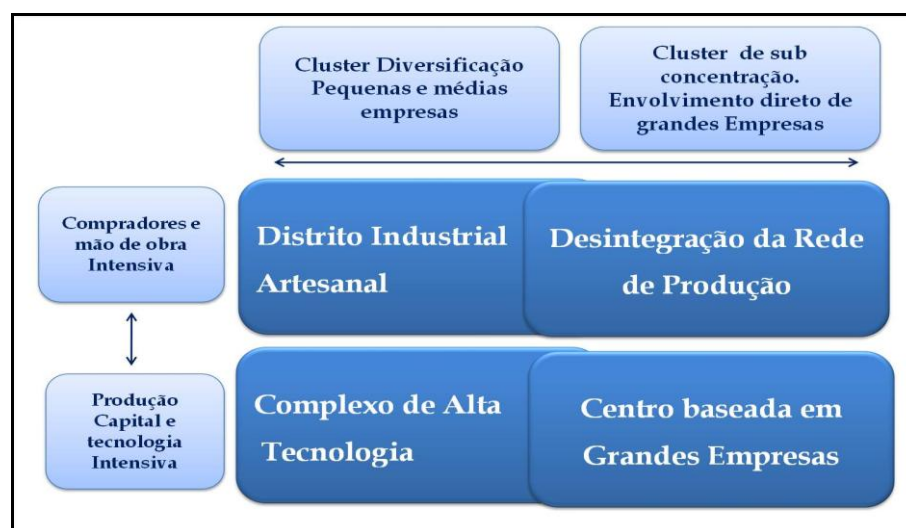 Cluster Diversificação
Pequenas e médias
empresas
Cluster de sub
concentração.
Envolvimento direto de
grandes Empresas
Compradores e
mão de obra
Intensiva
Distrito Industrial
Artesanal
Desintegração da Rede
de Produção
Produção
Capital e
tecnologia
Intensiva
Complexo de Alta
Tecnologia
Centro baseada em
Grandes Empresas